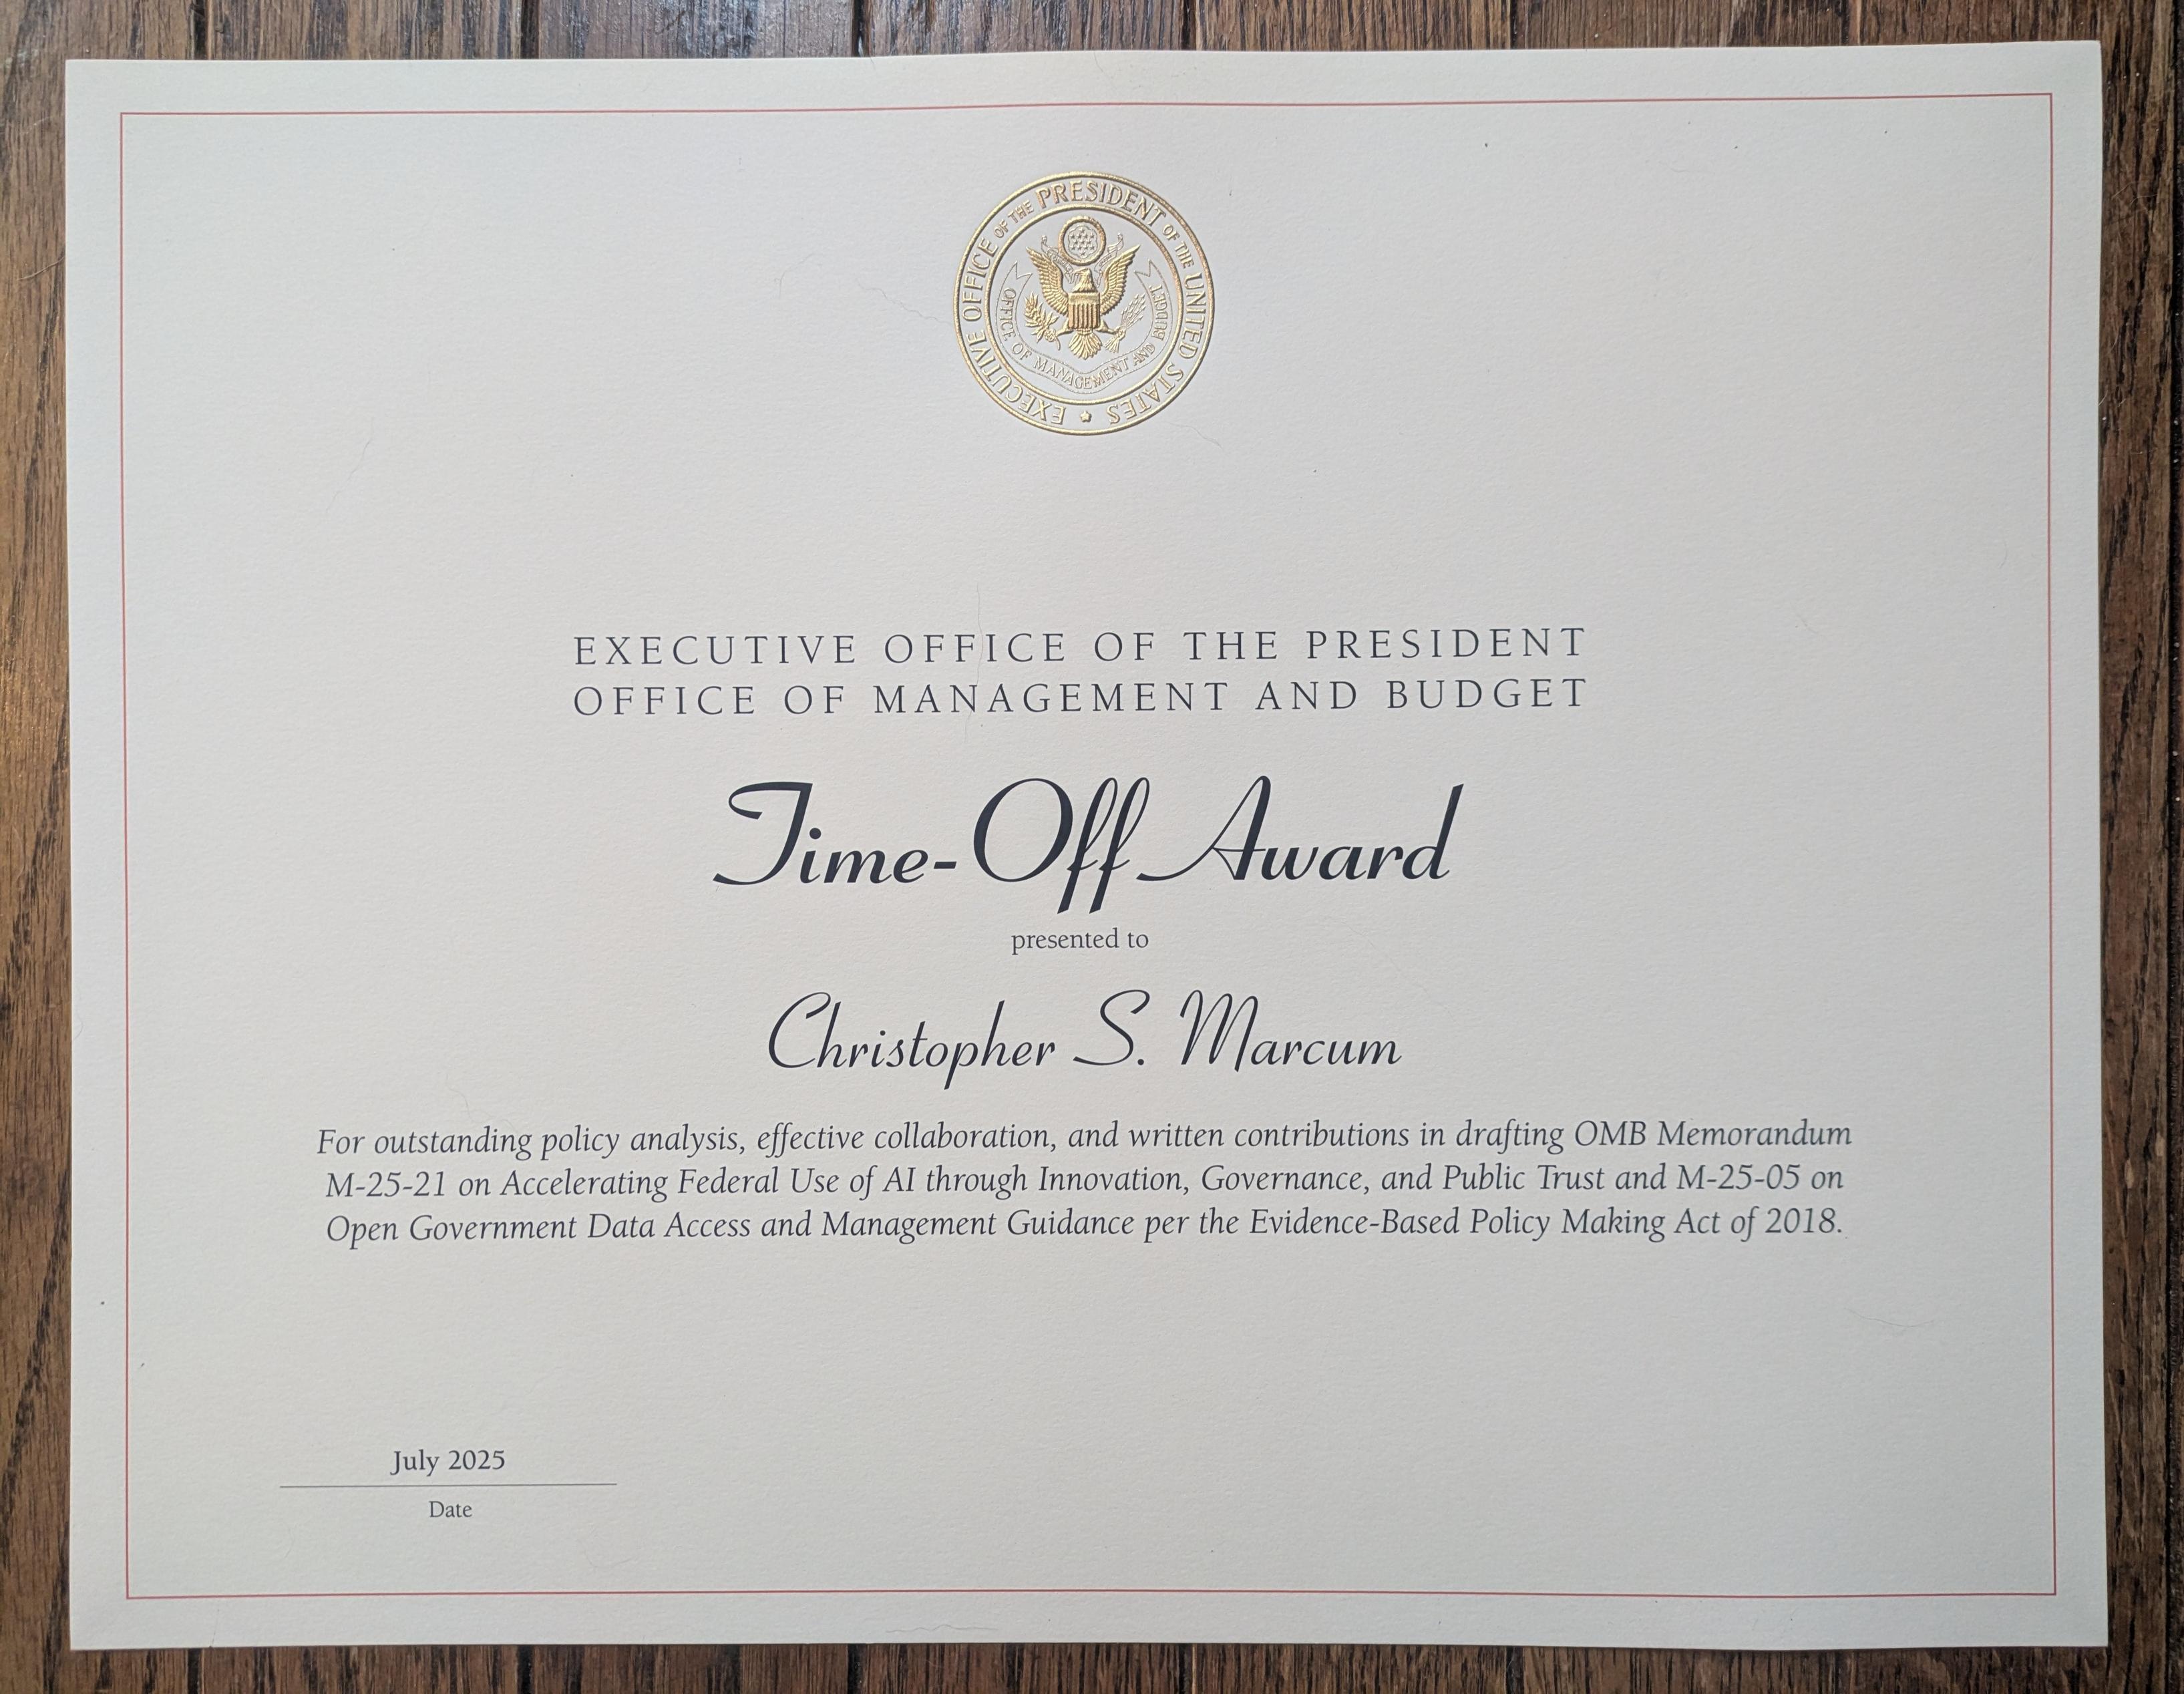 EXECUTIVE OFFICE OF THE PRESIDENT OF THE UNITED STATES
OFFICE OF MANAGEMENT AND BUDGET
EXECUTIVE OFFICE OF THE PRESIDENT
OFFICE OF MANAGEMENT AND BUDGET
Time-Off Award
presented to
Christopher S. Marcum
For outstanding policy analysis, effective collaboration, and written contributions in drafting OMB Memorandum
M-25-21 on Accelerating Federal Use of AI through Innovation, Governance, and Public Trust and M-25-05 on
Open Government Data Access and Management Guidance per the Evidence-Based Policy Making Act of 2018.
July 2025
Date